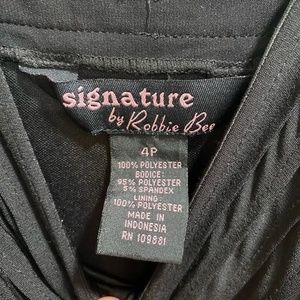 signature
by Robbie Bee
4P
100% POLYESTER
BODICE:
95% POLYESTER
5% SPANDEX
LINING:
100% POLYESTER
MADE IN
INDONESIA
RN 109881